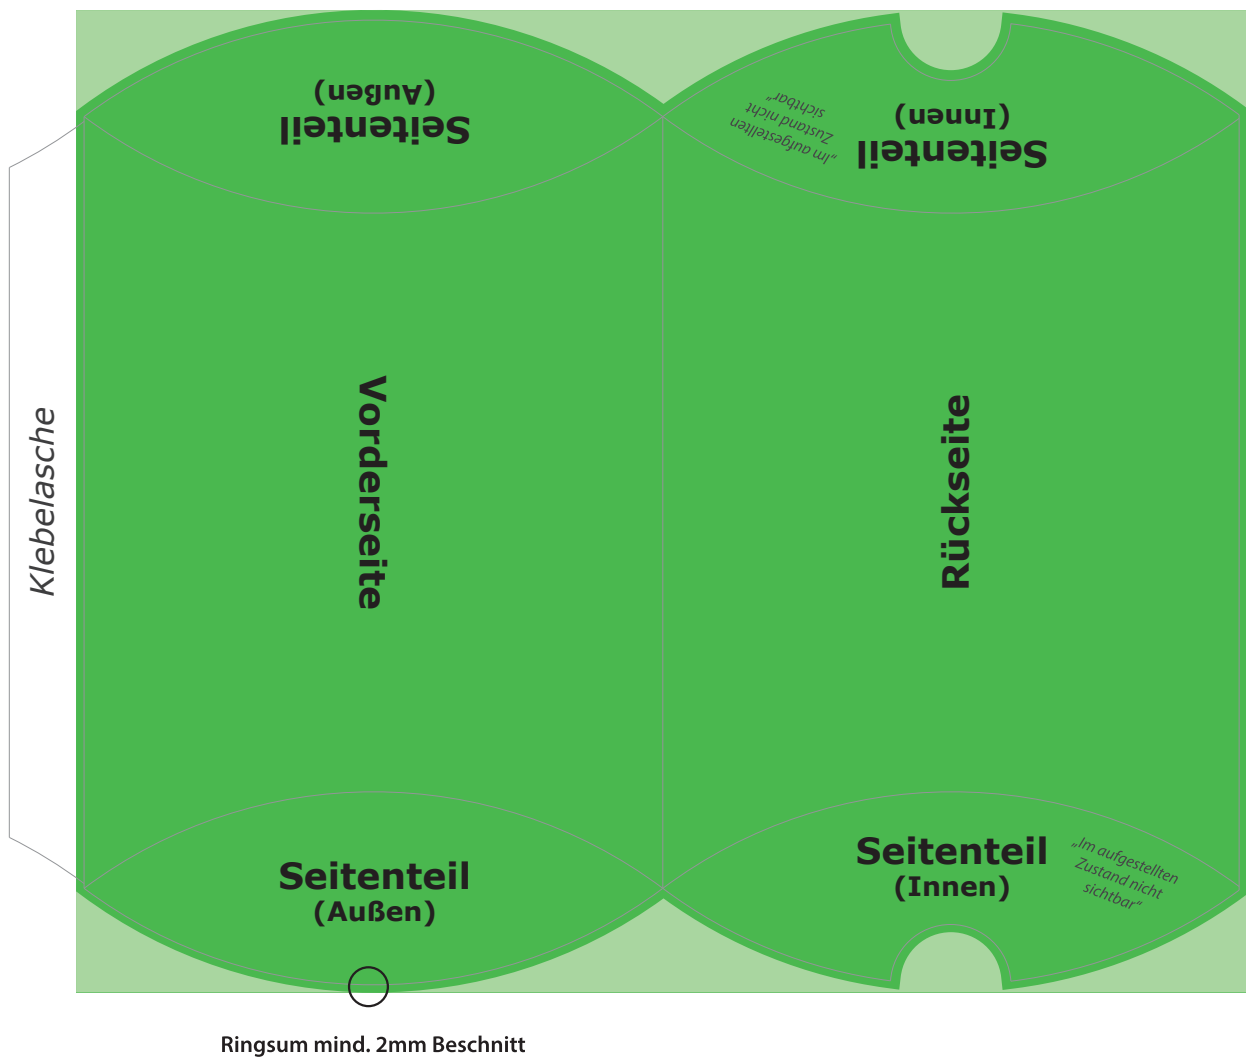 Seitenteil
(Außen)
Seitenteil
(Innen)
„Im aufgestellten
Zustand nicht
sichtbar“
Klebelasche
Vorderseite
Rückseite
Seitenteil
(Außen)
Seitenteil
(Innen)
„Im aufgestellten
Zustand nicht
sichtbar“
Ringsum mind. 2mm Beschnitt